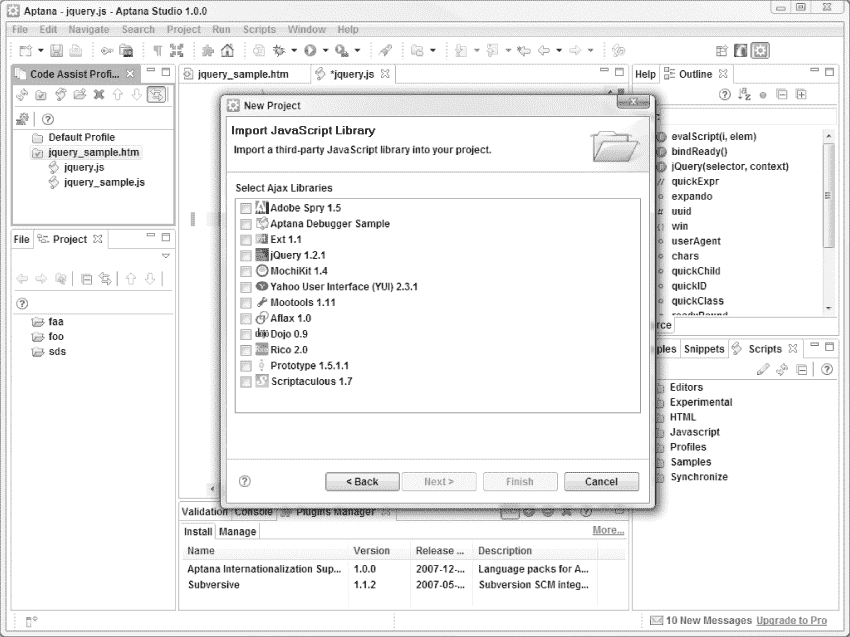 Aptana - jquery.js - Aptana Studio 1.0.0
File Edit Navigate Search Project Run Scripts Window Help
Code Assist Profi...
Default Profile
jquery_sample.htm
jquery.js
jquery_sample.js
File Project
faa
foo
sds
jquery_sample.htm *jquery.js
New Project
Import JavaScript Library
Import a third-party JavaScript library into your project.
Select Ajax Libraries
Adobe Spry 1.5
Aptana Debugger Sample
Ext 1.1
jQuery 1.2.1
MochiKit 1.4
Yahoo User Interface (YUI) 2.3.1
Mootools 1.11
Aflax 1.0
dojo Dojo 0.9
Rico 2.0
Prototype 1.5.1.1
Scriptaculous 1.7
< Back Next > Finish Cancel
Help Outline
evalScript(i, elem)
bindReady()
jQuery(selector, context)
quickExpr
expando
uuid
win
userAgent
chars
quickChild
quickID
quickClass
rce
ples Snippets Scripts
Editors
Experimental
HTML
Javascript
Profiles
Samples
Synchronize
Validation Console Plugins Manager
Install Manage More...
Name Version Release ... Description
Aptana Internationalization Sup... 1.0.0 2007-12-... Language packs for A...
Subversive 1.1.2 2007-05-... Subversion SCM integ...
10 New Messages Upgrade to Pro